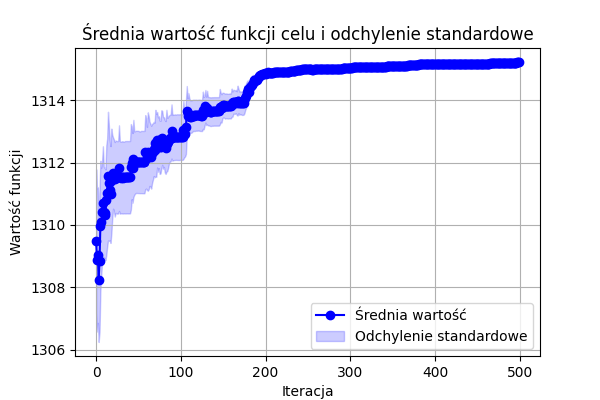 Średnia wartość funkcji celu i odchylenie standardowe
Wartość funkcji
1314
1312
1310
1308
1306
0 100 200 300 400 500
Iteracja
Średnia wartość
Odchylenie standardowe